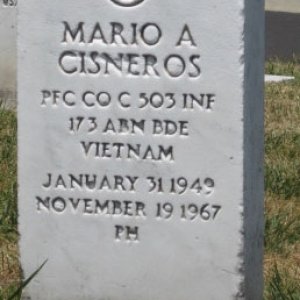 MARIO A
CISNEROS
PFC CO C 503 INF
173 ABN BDE
VIETNAM
JANUARY 31 1949
NOVEMBER 19 1967
PH